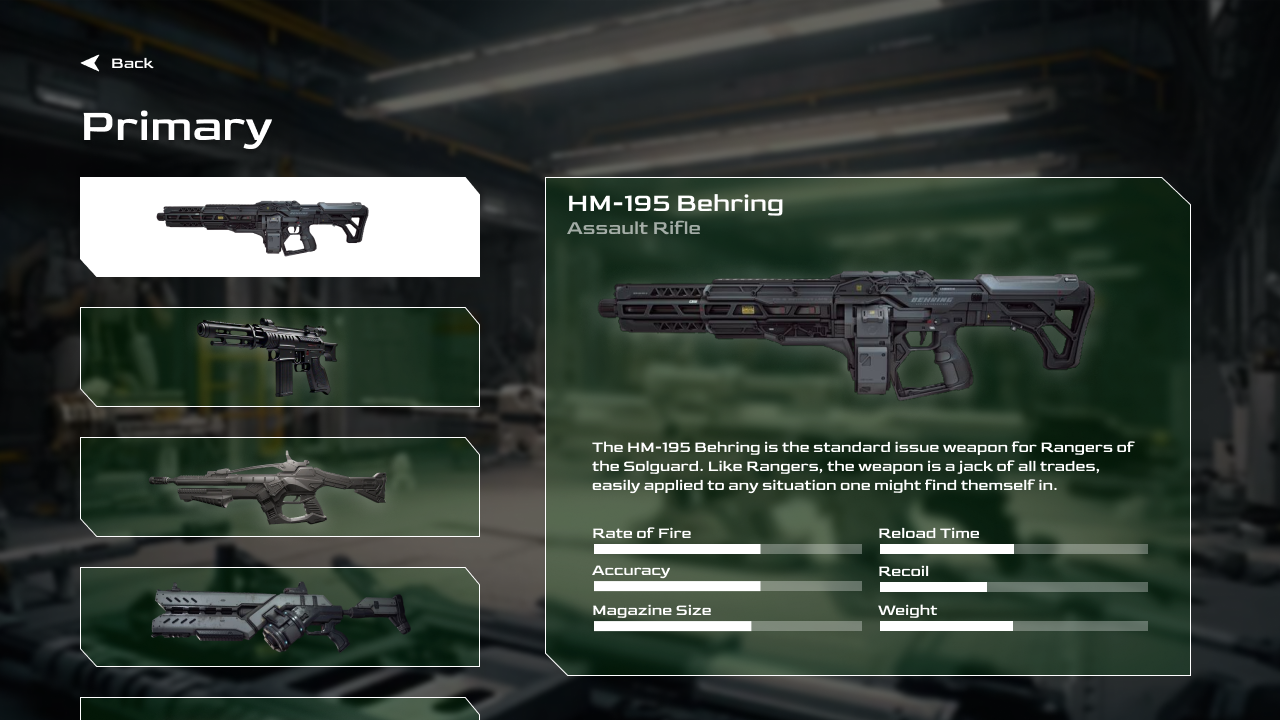 Back
Primary
HM-195 Behring
Assault Rifle
BEHRING
The HM-195 Behring is the standard issue weapon for Rangers of
the Solguard. Like Rangers, the weapon is a jack of all trades,
easily applied to any situation one might find themself in.
Rate of Fire
Reload Time
Accuracy
Recoil
Magazine Size
Weight